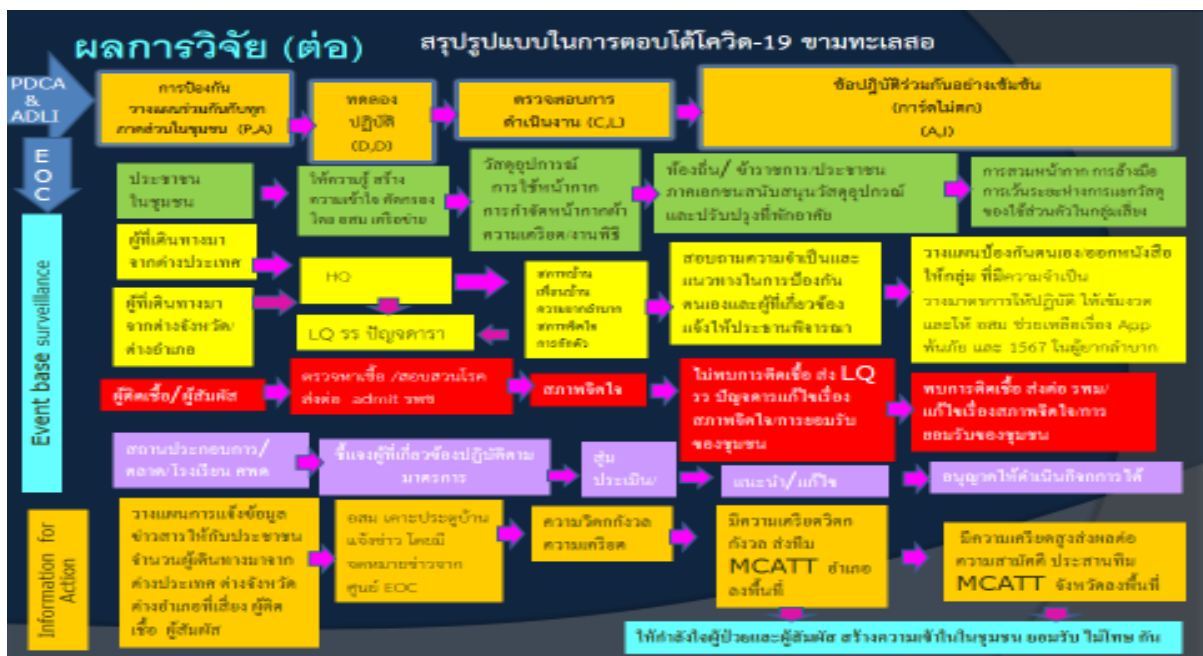 ผลการวิจัย (ต่อ)
สรุปรูปแบบในการตอบโต้โควิด-19 ขามทะเลสอ
PDCA
&
ADLI
การป้องกัน
วางแผนร่วมกันกับทุก
ภาคส่วนในชุมชน (P,A)
ทดลอง
ปฏิบัติ
(D,D)
ตรวจสอบการ
ดำเนินงาน (C,L)
ข้อปฏิบัติร่วมกันอย่างเข้มข้น
(การ์ดไม่ตก)
(A,I)
E
O
C
ประชาชน
ในชุมชน
ให้ความรู้ สร้าง
ความเข้าใจ คัดกรอง
โดย อสม เครือข่าย
วัสดุอุปกรณ์
การใช้หน้ากาก
การกำจัดหน้ากากผ้า
ความเครียด/งานพิธี
ท้องถิ่น/ ข้าราชการ/ประชาชน
ภาคเอกชนสนับสนุนวัสดุอุปกรณ์
และปรับปรุงที่พักอาศัย
การสวมหน้ากาก การล้างมือ
การเว้นระยะห่างการแยกวัสดุ
ของใช้ส่วนตัวในกลุ่มเสี่ยง
Event base surveillance
ผู้ที่เดินทางมา
จากต่างประเทศ
ผู้ที่เดินทางมา
จากต่างจังหวัด/
ต่างอำเภอ
HQ
LQ รร ปัญจดารา
สภาพบ้าน
เพื่อนบ้าน
ความยากลำบาก
สภาพจิตใจ
การกักตัว
สอบถามความจำเป็นและ
แนวทางในการป้องกัน
ตนเองและผู้ที่เกี่ยวข้อง
แจ้งให้ประธานพิจารณา
วางแผนป้องกันตนเอง/ออกหนังสือ
ให้กลุ่ม ที่มีความจำเป็น
วางมาตรการให้ปฏิบัติ ให้เข้มงวด
และให้ อสม ช่วยเหลือเรื่อง App
พ้นภัย และ 1567 ในผู้ยากลำบาก
ผู้ติดเชื้อ/ผู้สัมผัส
ตรวจหาเชื้อ /สอบสวนโรค
ส่งต่อ admit รพช
สภาพจิตใจ
ไม่พบการติดเชื้อ ส่ง LQ
รร ปัญจดารแก้ไขเรื่อง
สภาพจิตใจ/การยอมรับ
ของชุมชน
พบการติดเชื้อ ส่งต่อ รพม/
แก้ไขเรื่องสภาพจิตใจ/การ
ยอมรับของชุมชน
สถานประกอบการ/
ตลาด/โรงเรียน ศพด
ชี้แจงผู้ที่เกี่ยวข้องปฏิบัติตาม
มาตรการ
สุ่ม
ประเมิน/
แนะนำ/แก้ไข
อนุญาตให้ดำเนินกิจกการได้
Information for
Action
วางแผนการแจ้งข้อมูล
ข่าวสารให้กับประชาชน
จำนวนผู้เดินทางมาจาก
ต่างประเทศ ต่างจังหวัด
ต่างอำเภอที่เสี่ยง ผู้ติด
เชื้อ ผู้สัมผัส
อสม เคาะประตูบ้าน
แจ้งข่าว โดยมี
จดหมายข่าวจาก
ศูนย์ EOC
ความวิตกกังวล
ความเครียด
มีความเครียดวิตก
กังวล ส่งทีม
MCATT อำเภอ
ลงพื้นที่
มีความเครียดสูงส่งผลต่อ
ความสามัคคี ประสานทีม
MCATT จังหวัดลงพื้นที่
ให้กำลังใจผู้ป่วยและผู้สัมผัส สร้างความเข้าใจในชุมชน ยอมรับ ไม่โทษ กัน